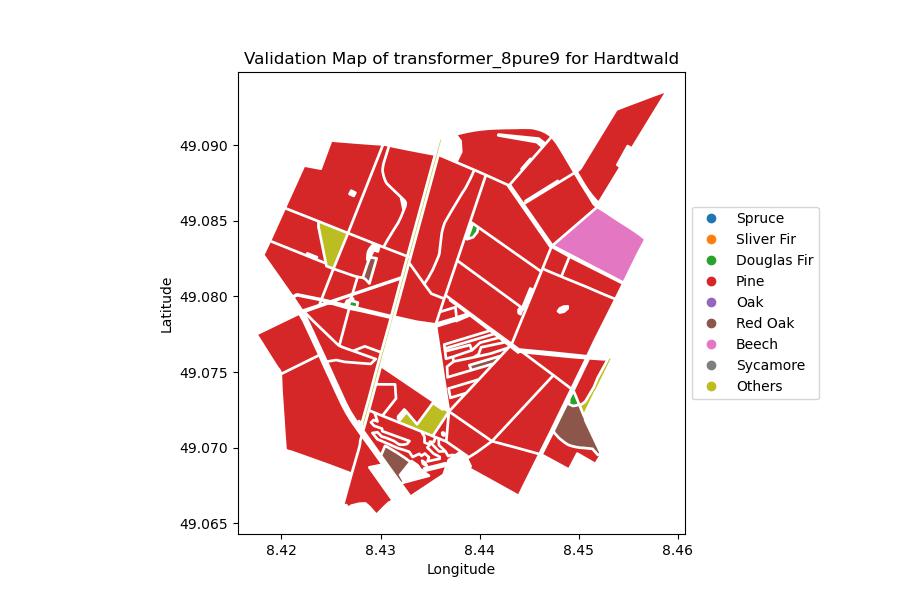 Validation Map of transformer_8pure9 for Hardtwald
49.090
49.085
49.080
49.075
49.070
49.065
Latitude
8.42 8.43 8.44 8.45 8.46
Longitude
Spruce
Sliver Fir
Douglas Fir
Pine
Oak
Red Oak
Beech
Sycamore
Others